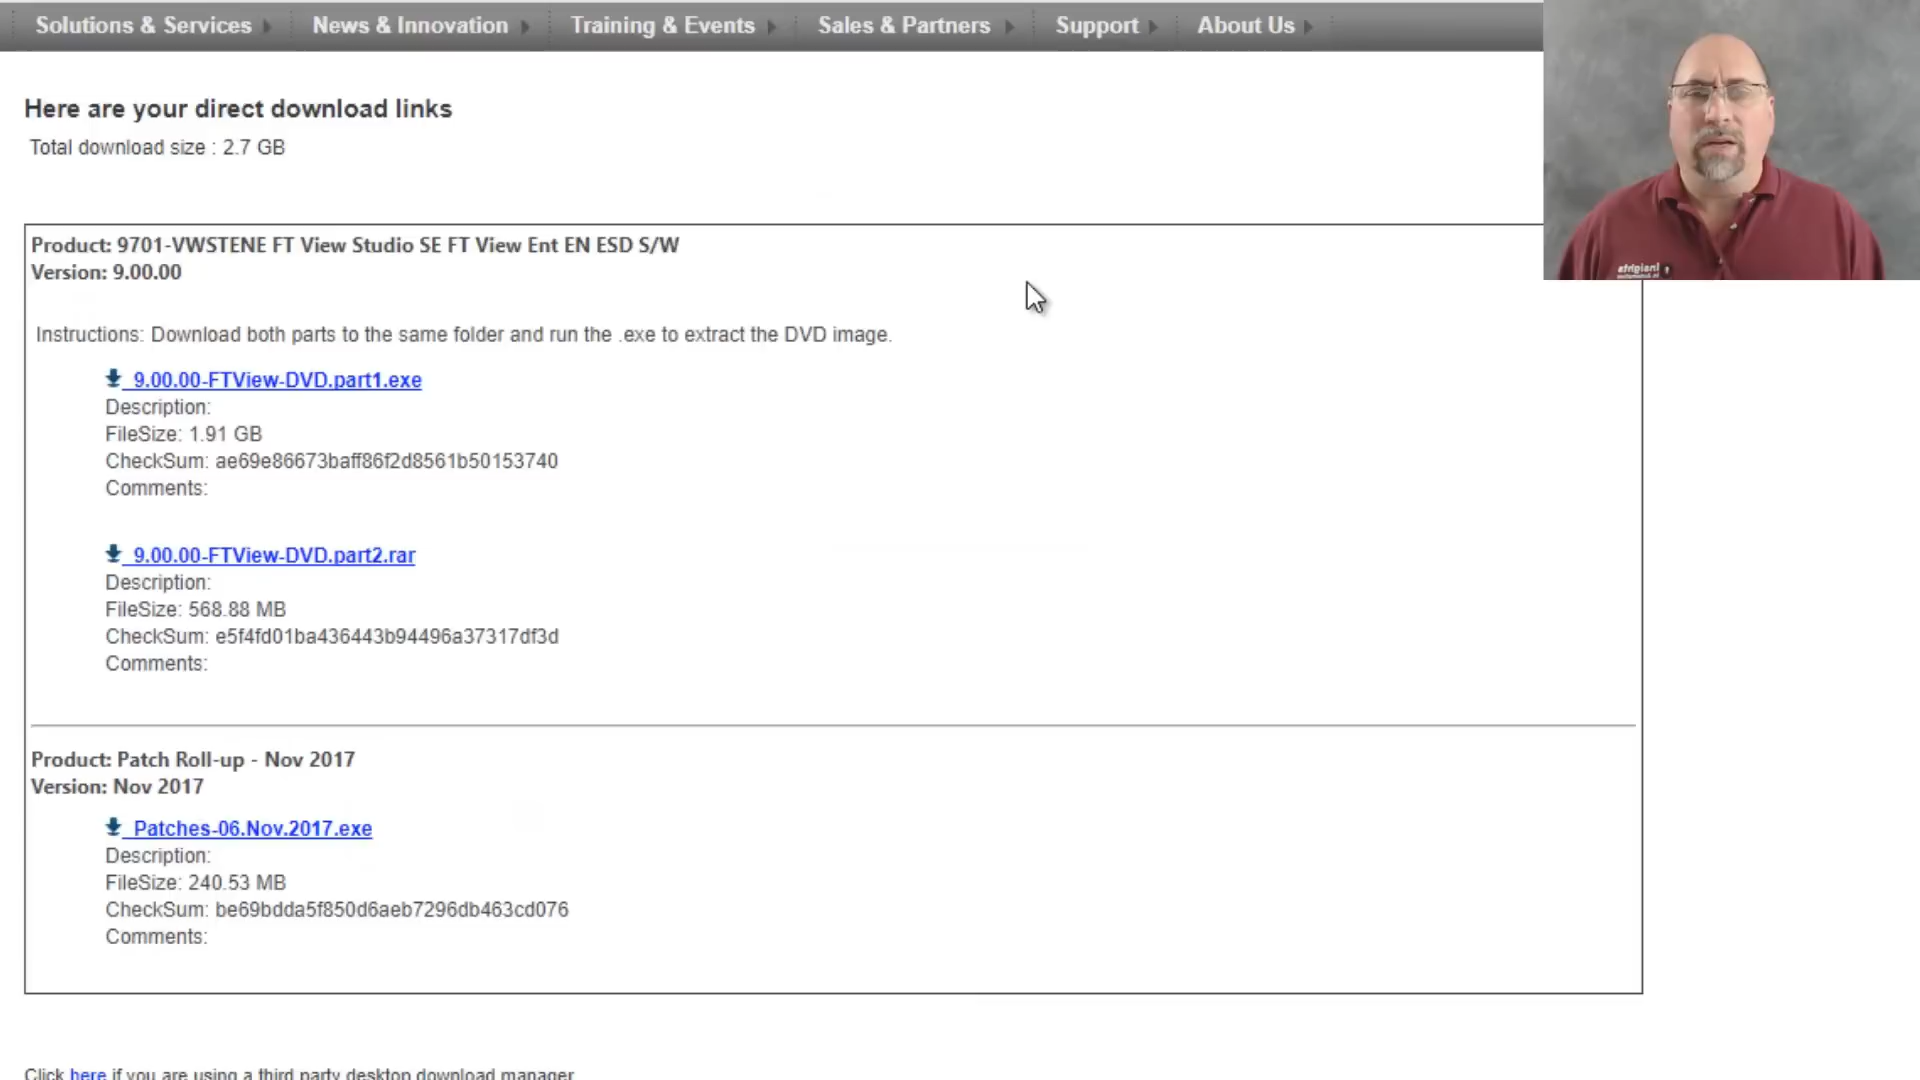 Solutions & Services News & Innovation Training & Events Sales & Partners Support About Us
Here are your direct download links
Total download size : 2.7 GB
Product: 9701-VWSTENE FT View Studio SE FT View Ent EN ESD S/W
Version: 9.00.00
Instructions: Download both parts to the same folder and run the .exe to extract the DVD image.
9.00.00-FTView-DVD.part1.exe
Description:
FileSize: 1.91 GB
CheckSum: ae69e86673baff86f2d8561b50153740
Comments:
9.00.00-FTView-DVD.part2.rar
Description:
FileSize: 568.88 MB
CheckSum: e5f4fd01ba436443b94496a37317df3d
Comments:
Product: Patch Roll-up - Nov 2017
Version: Nov 2017
Patches-06.Nov.2017.exe
Description:
FileSize: 240.53 MB
CheckSum: be69bdda5f850d6aeb7296db463cd076
Comments:
Click here if you are using a third party desktop download manager